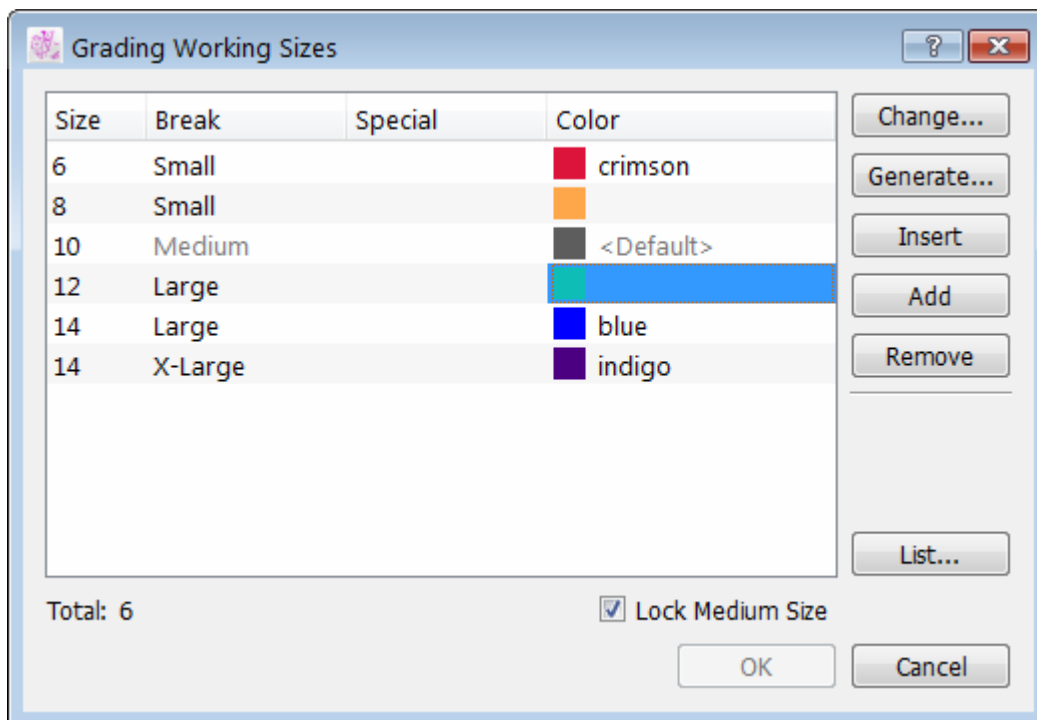 Grading Working Sizes
Size Break Special Color
6 Small crimson
8 Small
10 Medium <Default>
12 Large
14 Large blue
14 X-Large indigo
Change...
Generate...
Insert
Add
Remove
List...
Total: 6
Lock Medium Size
OK
Cancel